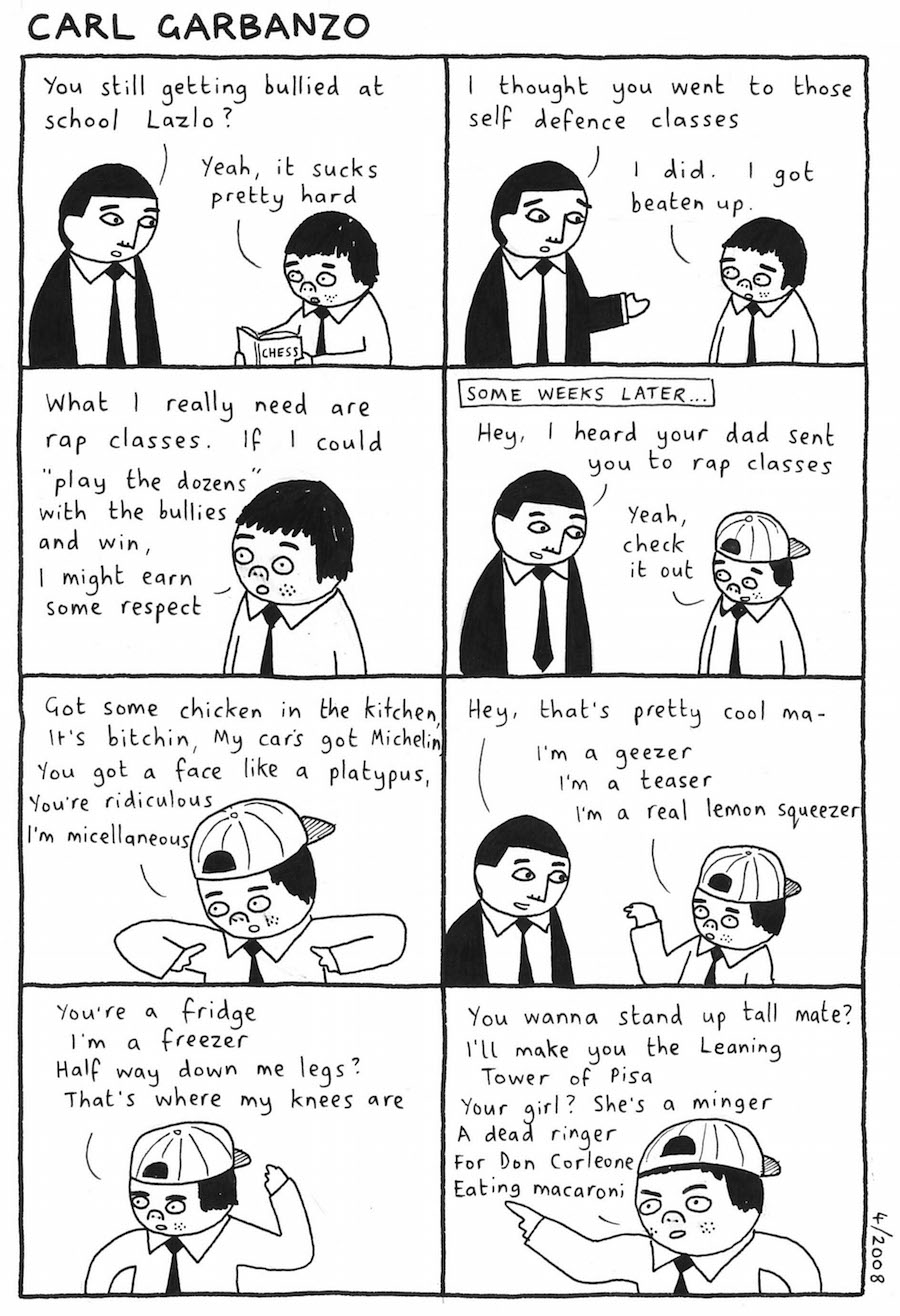 CARL GARBANZO
You still getting bullied at
school Lazlo?
Yeah, it sucks
pretty hard
CHESS
I thought you went to those
self defence classes
I did. I got
beaten up.
What I really need are
rap classes. If I could
"play the dozens"
with the bullies
and win,
I might earn
some respect
SOME WEEKS LATER...
Hey, I heard your dad sent
you to rap classes
Yeah,
check
it out
Got some chicken in the kitchen,
It's bitchin, My car's got Michelin
You got a face like a platypus,
You're ridiculous
I'm micellaneous
Hey, that's pretty cool ma-
I'm a geezer
I'm a teaser
I'm a real lemon squeezer
You're a fridge
I'm a freezer
Half way down me legs?
That's where my knees are
You wanna stand up tall mate?
I'll make you the Leaning
Tower of Pisa
Your girl? She's a minger
A dead ringer
For Don Corleone
Eating macaroni
4/2008